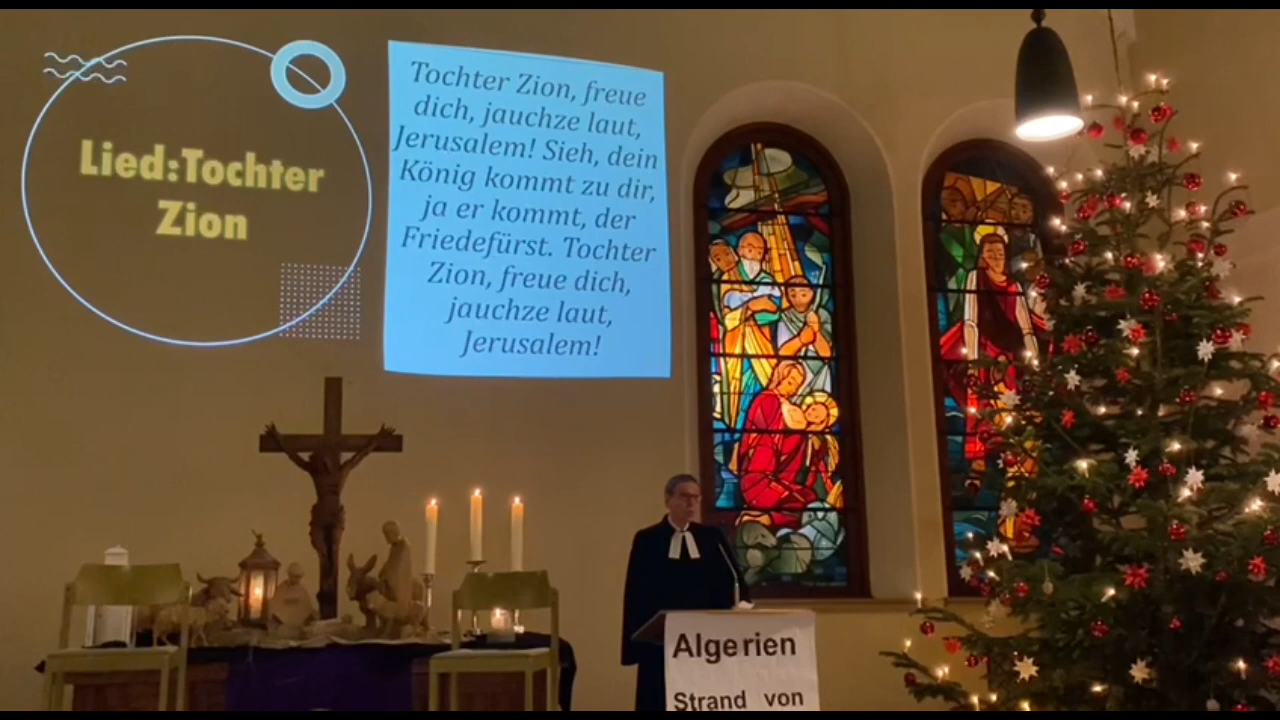 Lied:Tochter
Zion
Tochter Zion, freue
dich, jauchze laut,
Jerusalem! Sieh, dein
König kommt zu dir,
ja er kommt, der
Friedefürst. Tochter
Zion, freue dich,
jauchze laut,
Jerusalem!
Algerien
Strand von